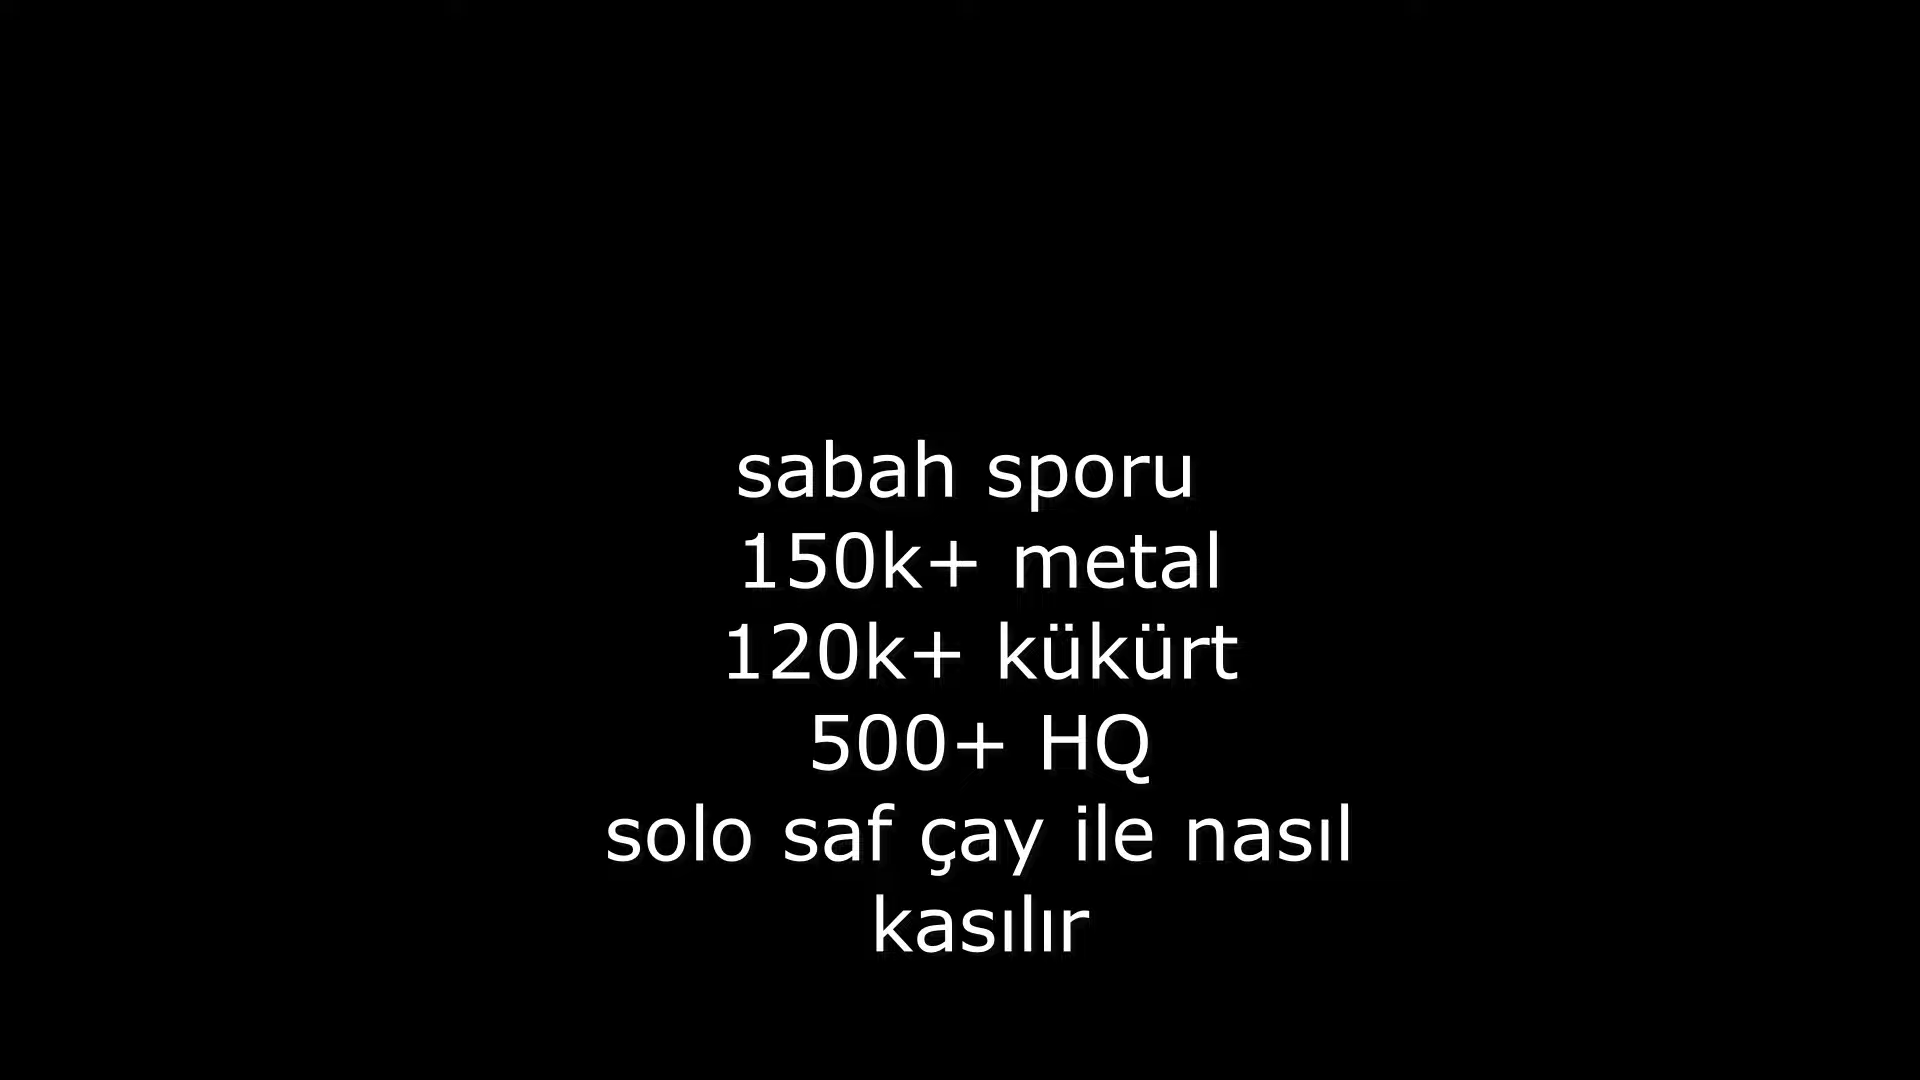 sabah sporu
150k+ metal
120k+ kükürt
500+ HQ
solo saf çay ile nasıl
kasılır